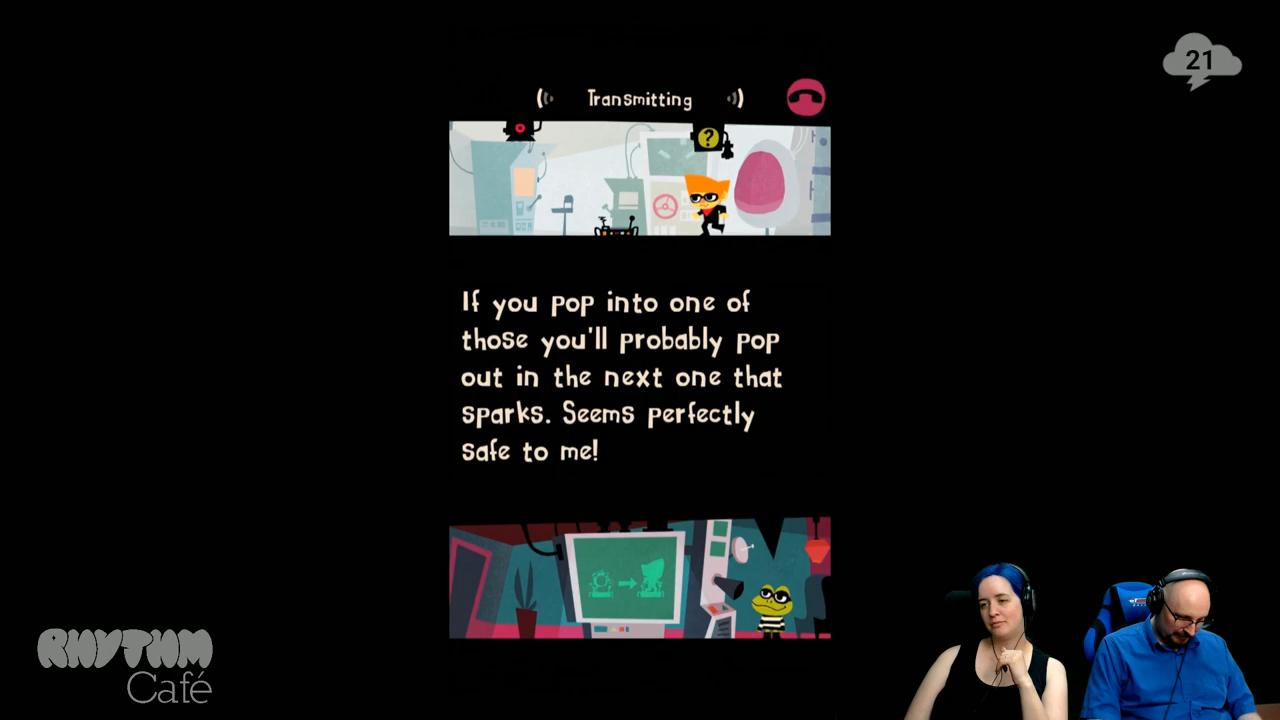 21
Transmitting
?
If you pop into one of
those you'll probably pop
out in the next one that
sparks. Seems perfectly
safe to me!
RHYTHM
Café